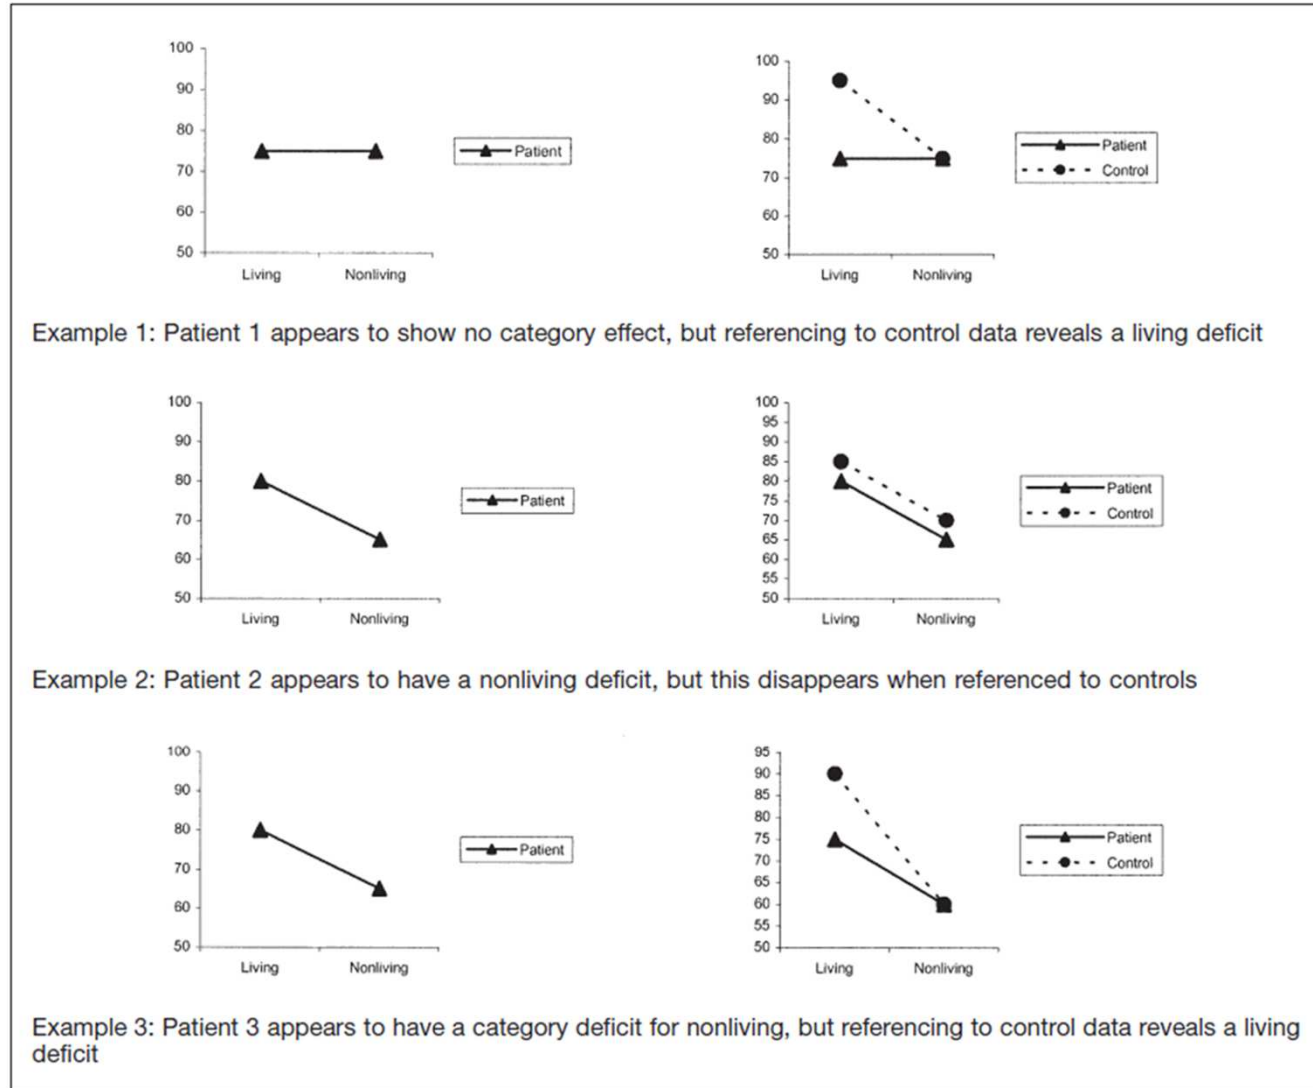 100
90
80
70
60
50
Living Nonliving
Patient
100
90
80
70
60
50
Living Nonliving
Patient
Control
Example 1: Patient 1 appears to show no category effect, but referencing to control data reveals a living deficit
100
90
80
70
60
50
Living Nonliving
Patient
100
95
90
85
80
75
70
65
60
55
50
Living Nonliving
Patient
Control
Example 2: Patient 2 appears to have a nonliving deficit, but this disappears when referenced to controls
100
90
80
70
60
50
Living Nonliving
Patient
95
90
85
80
75
70
65
60
55
50
Living Nonliving
Patient
Control
Example 3: Patient 3 appears to have a category deficit for nonliving, but referencing to control data reveals a living
deficit